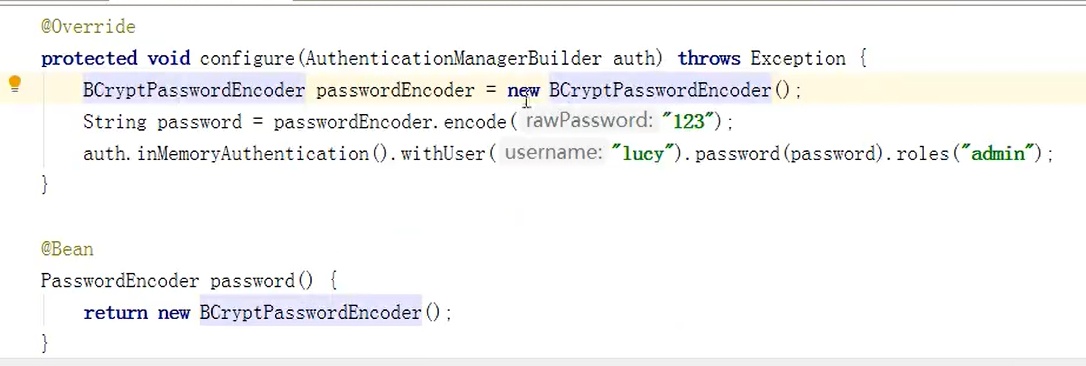 @Override
protected void configure(AuthenticationManagerBuilder auth) throws Exception {
BCryptPasswordEncoder passwordEncoder = new BCryptPasswordEncoder();
String password = passwordEncoder.encode( rawPassword: "123");
auth.inMemoryAuthentication().withUser( username: "lucy").password(password).roles("admin");
}
@Bean
PasswordEncoder password() {
return new BCryptPasswordEncoder();
}